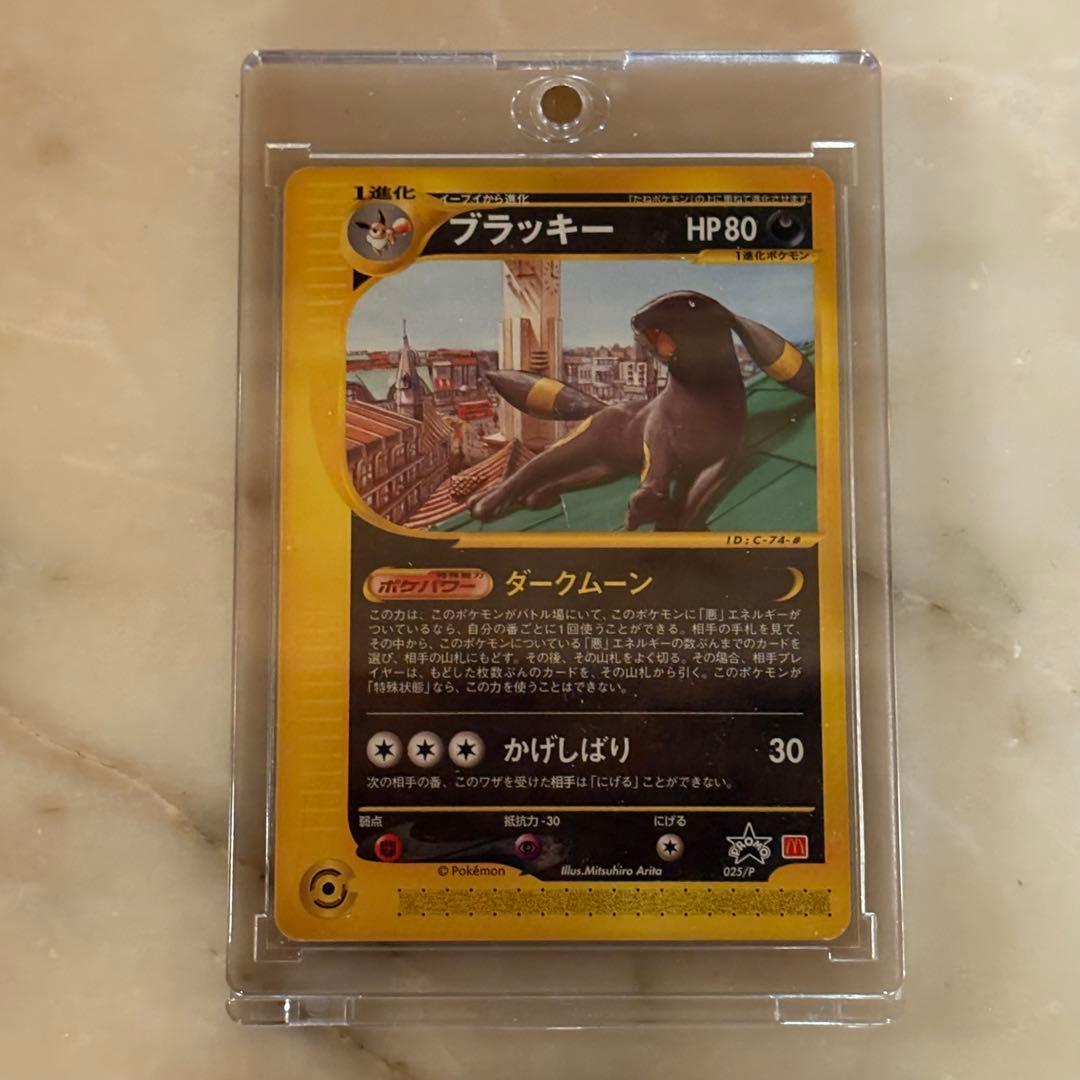 1進化
イーブイから進化
「たねポケモン」の上に重ねて進化させます
ブラッキー
HP80
1進化ポケモン
ID:C-74-#
特殊能力
ポケパワー
ダークムーン
この力は、このポケモンがバトル場にいて、このポケモンに「悪」エネルギーが
ついているなら、自分の番ごとに1回使うことができる。相手の手札を見て、
その中から、このポケモンについている「悪」エネルギーの数ぶんまでのカードを
選び、相手の山札にもどす。その後、その山札をよく切る。その場合、相手プレ
イヤーは、もどした枚数ぶんのカードを、その山札から引く。このポケモンが
「特殊状態」なら、この力を使うことはできない。
かげしばり
30
次の相手の番、このワザを受けた相手は「にげる」ことができない。
弱点
抵抗力-30
にげる
PROMO
M
© Pokémon
Illus.Mitsuhiro Arita
025/P